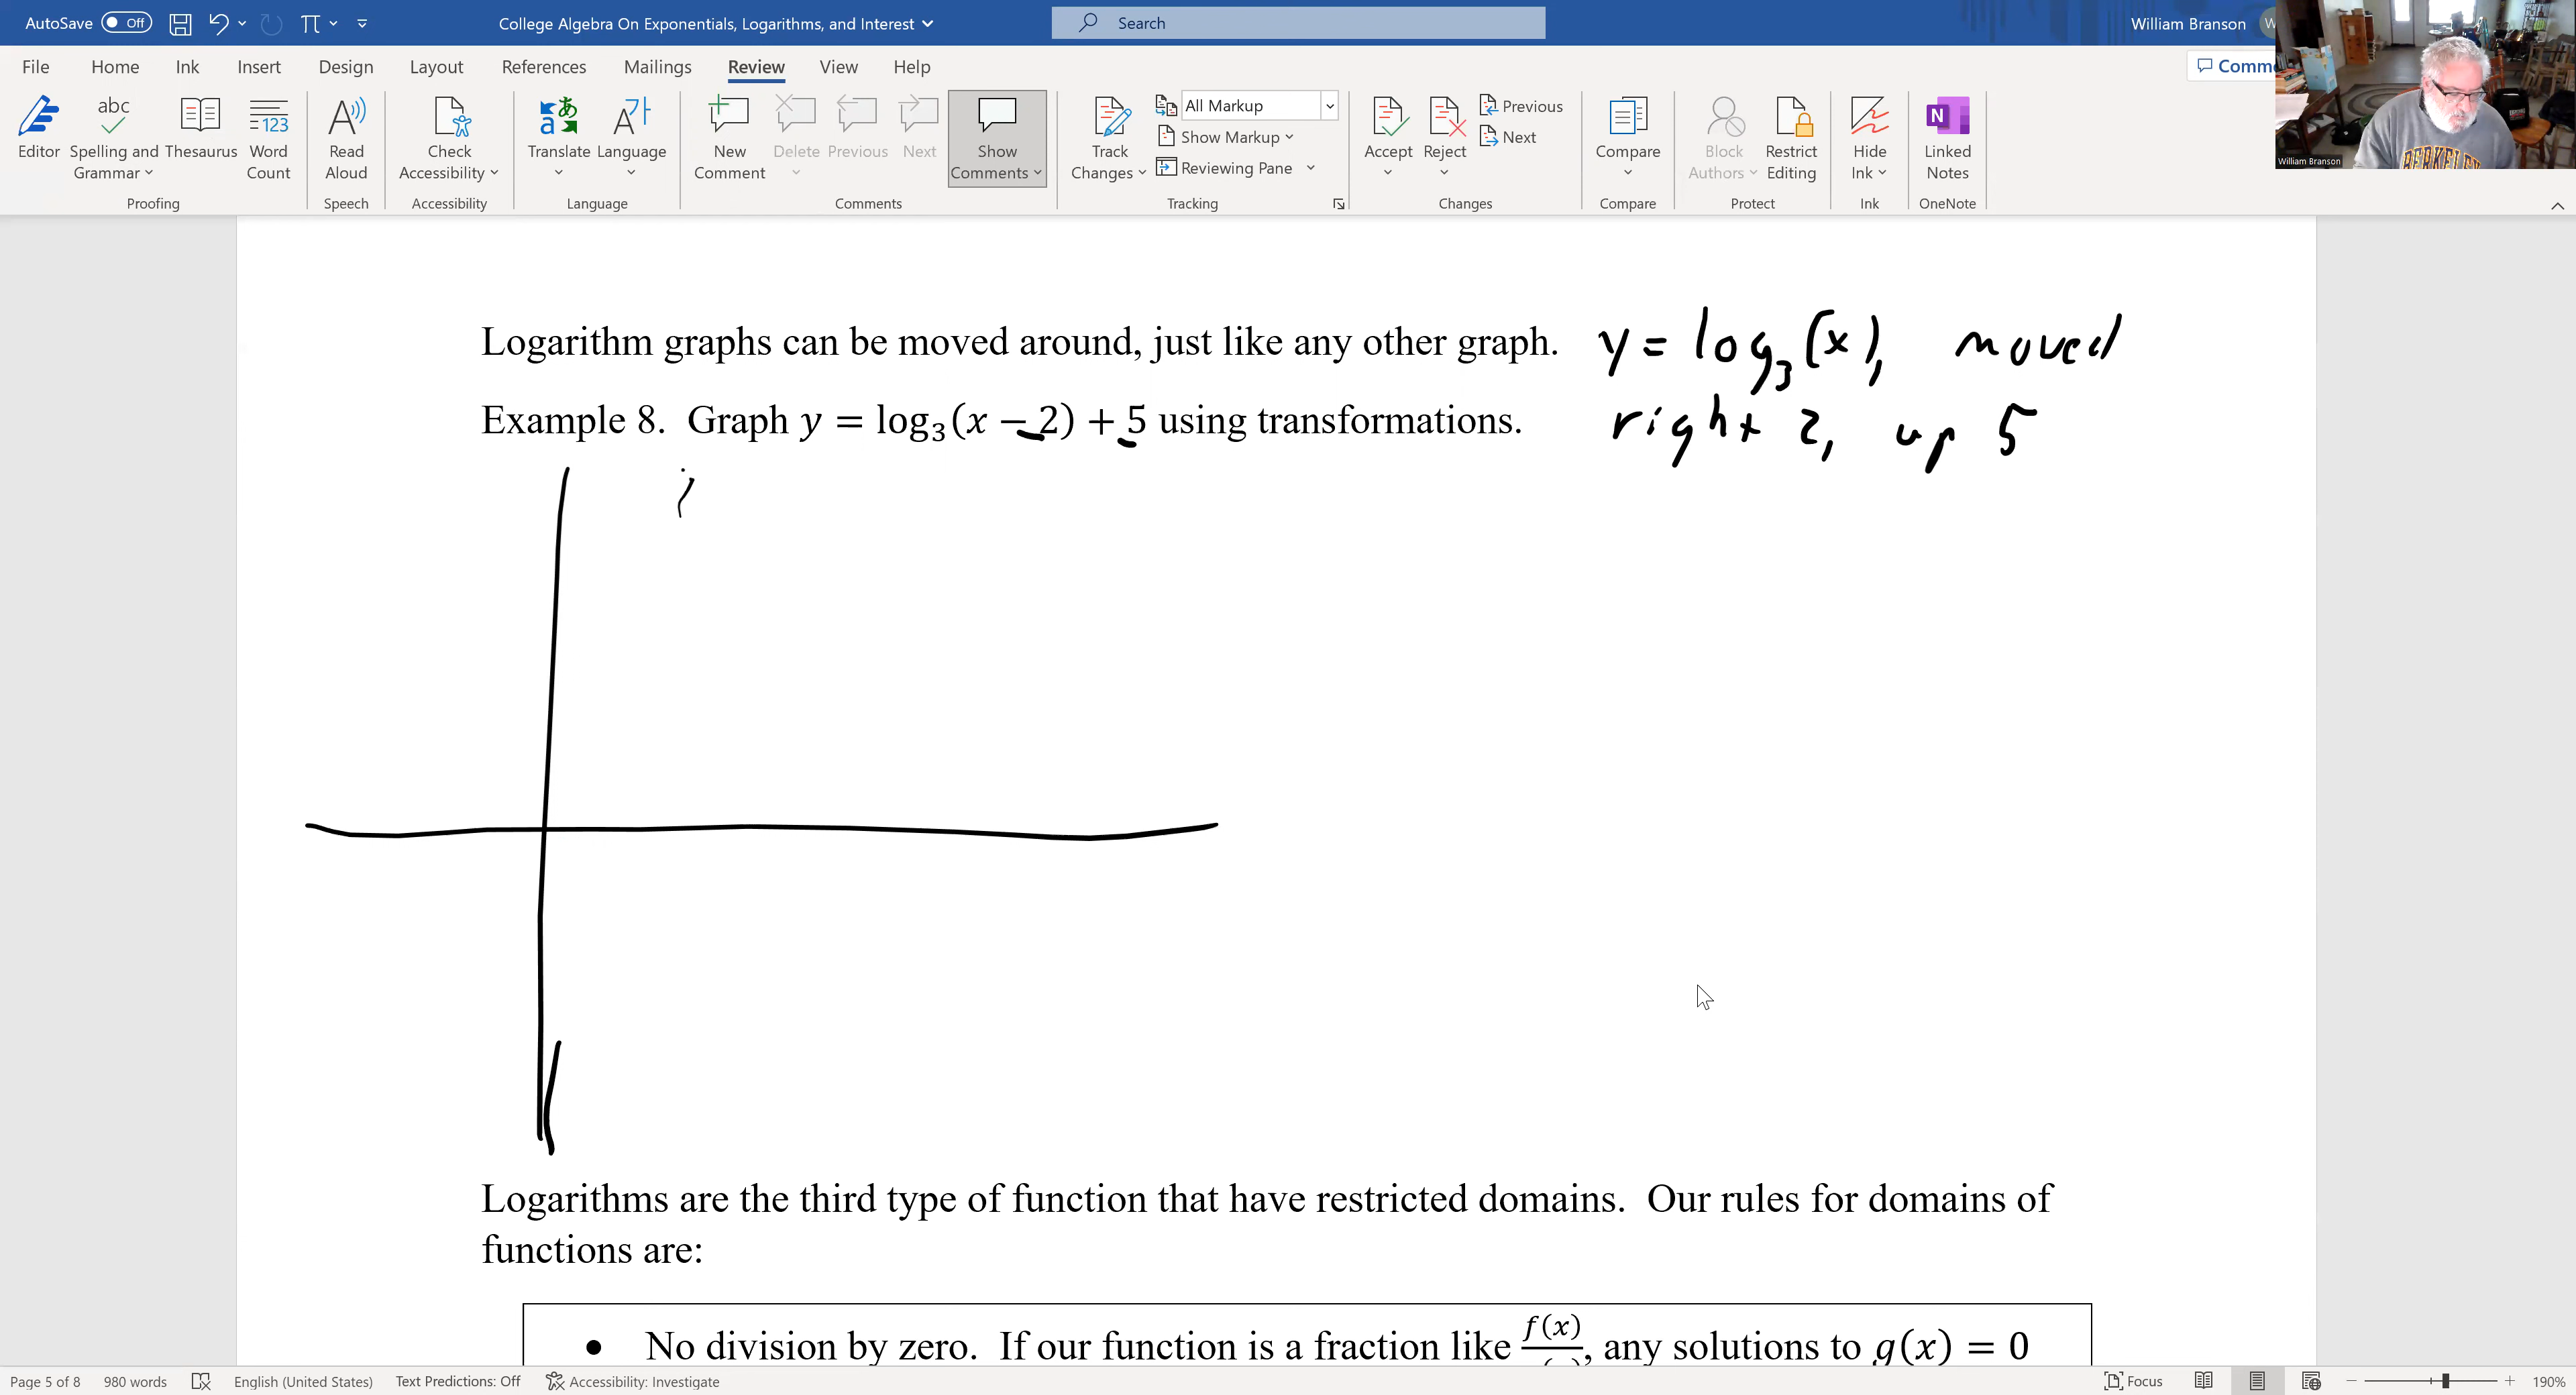 AutoSave Off College Algebra On Exponentials, Logarithms, and Interest Search William Branson
File Home Ink Insert Design Layout References Mailings Review View Help
Editor Spelling and Grammar Thesaurus Word Count Read Aloud Check Accessibility Translate Language New Comment Delete Previous Next Show Comments Track Changes All Markup Show Markup Reviewing Pane Accept Reject Previous Next Compare Block Authors Restrict Editing Hide Ink Linked Notes
Proofing Speech Accessibility Language Comments Tracking Changes Compare Protect Ink OneNote
William Branson
BERKELEY
Logarithm graphs can be moved around, just like any other graph. y = log₃(x), moved
Example 8. Graph y = log₃(x − 2) + 5 using transformations. right 2, up 5
Logarithms are the third type of function that have restricted domains. Our rules for domains of
functions are:
• No division by zero. If our function is a fraction like f(x), any solutions to g(x) = 0
Page 5 of 8 980 words English (United States) Text Predictions: Off Accessibility: Investigate Focus 190%